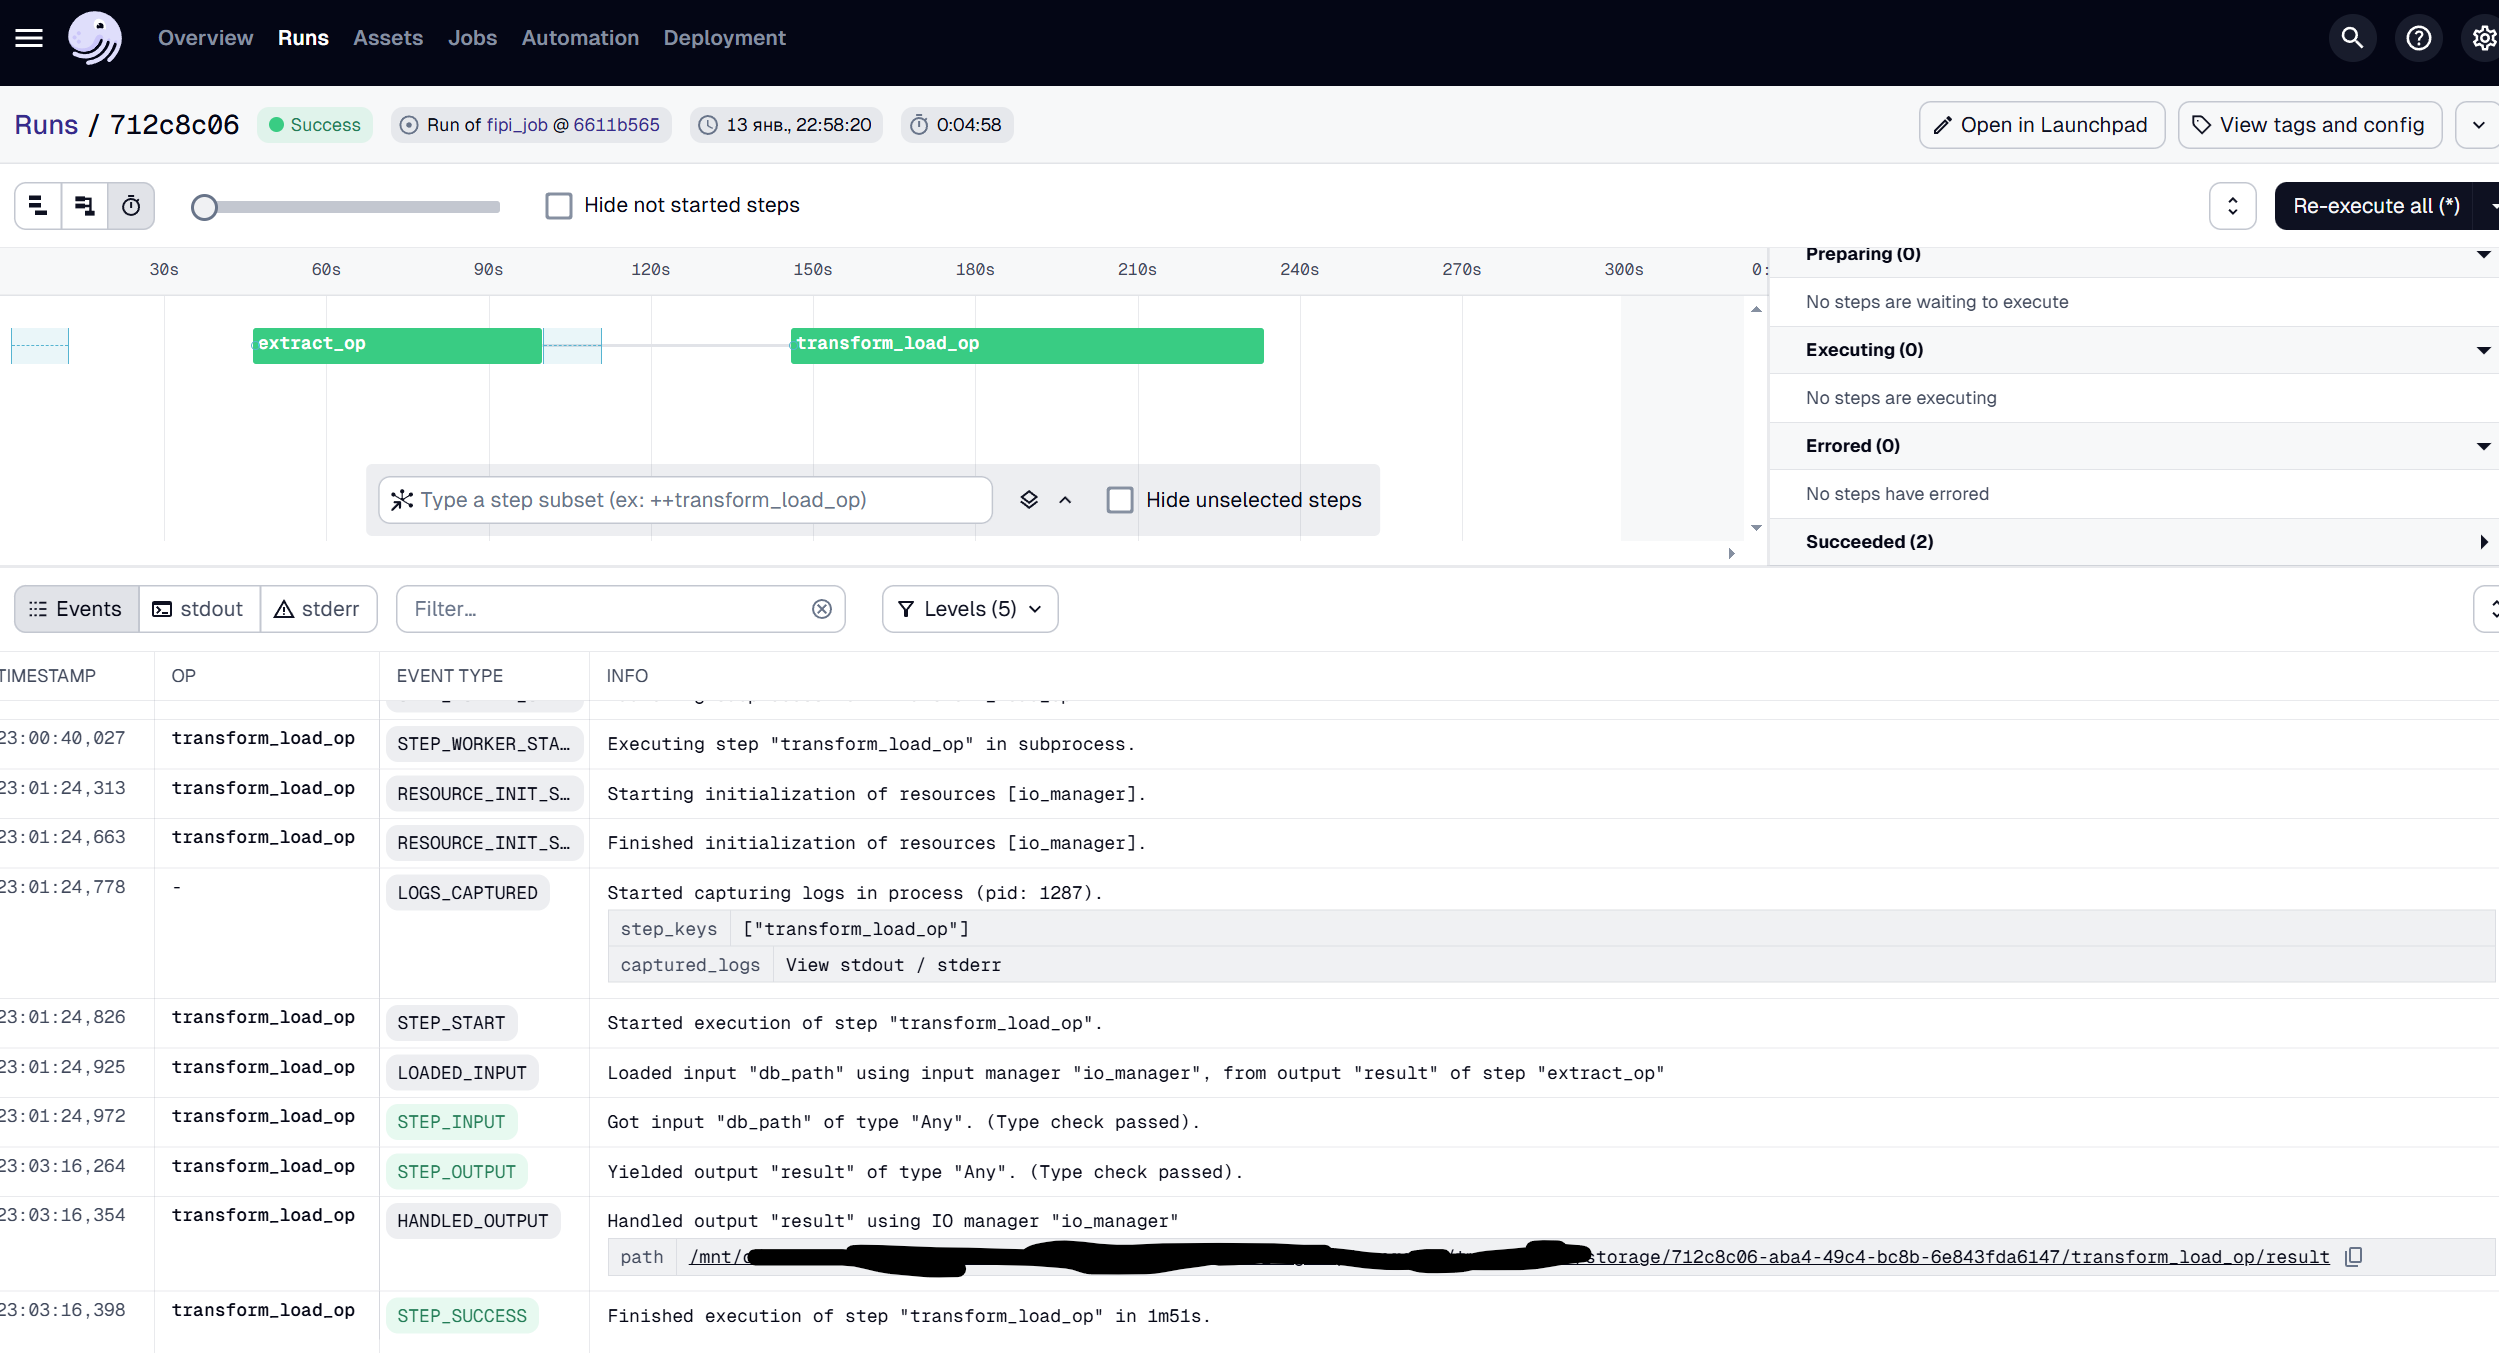 Overview Runs Assets Jobs Automation Deployment
Runs / 712c8c06 Success Run of fipi_job @ 6611b565 13 янв., 22:58:20 0:04:58 Open in Launchpad View tags and config
Hide not started steps Re-execute all (*)
30s 60s 90s 120s 150s 180s 210s 240s 270s 300s 0:
Preparing (0)
No steps are waiting to execute
extract_op transform_load_op
Executing (0)
No steps are executing
Errored (0)
No steps have errored
Type a step subset (ex: ++transform_load_op) Hide unselected steps
Succeeded (2)
Events stdout stderr Filter... Levels (5)
TIMESTAMP OP EVENT TYPE INFO
23:00:40,027 transform_load_op STEP_WORKER_STA… Executing step "transform_load_op" in subprocess.
23:01:24,313 transform_load_op RESOURCE_INIT_S… Starting initialization of resources [io_manager].
23:01:24,663 transform_load_op RESOURCE_INIT_S… Finished initialization of resources [io_manager].
23:01:24,778 - LOGS_CAPTURED Started capturing logs in process (pid: 1287).
step_keys ["transform_load_op"]
captured_logs View stdout / stderr
23:01:24,826 transform_load_op STEP_START Started execution of step "transform_load_op".
23:01:24,925 transform_load_op LOADED_INPUT Loaded input "db_path" using input manager "io_manager", from output "result" of step "extract_op"
23:01:24,972 transform_load_op STEP_INPUT Got input "db_path" of type "Any". (Type check passed).
23:03:16,264 transform_load_op STEP_OUTPUT Yielded output "result" of type "Any". (Type check passed).
23:03:16,354 transform_load_op HANDLED_OUTPUT Handled output "result" using IO manager "io_manager"
path /mnt/ storage/712c8c06-aba4-49c4-bc8b-6e843fda6147/transform_load_op/result
23:03:16,398 transform_load_op STEP_SUCCESS Finished execution of step "transform_load_op" in 1m51s.